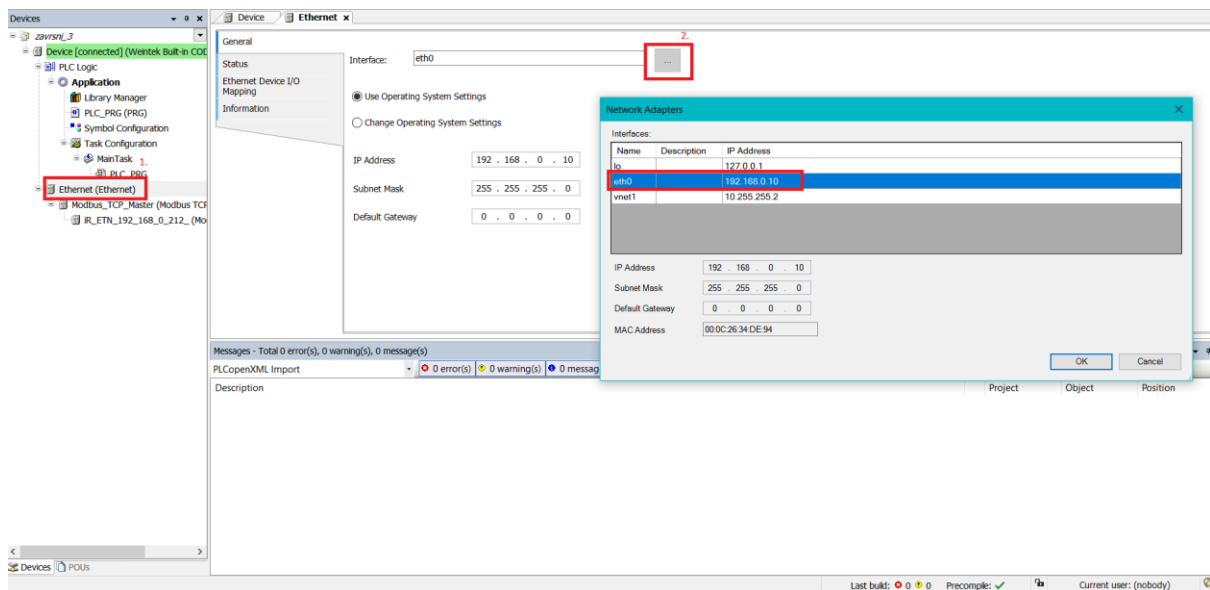 Devices
zavrsni_3
Device [connected] (Weintek Built-in COD
PLC Logic
Application
Library Manager
PLC_PRG (PRG)
Symbol Configuration
Task Configuration
MainTask
1.
PLC_PRG
Ethernet (Ethernet)
Modbus_TCP_Master (Modbus TCP
IR_ETN_192_168_0_212_ (Mo
Devices
POUs
Device
Ethernet
General
Status
Ethernet Device I/O
Mapping
Information
Interface:
eth0
...
2.
Use Operating System Settings
Change Operating System Settings
IP Address
192 . 168 . 0 . 10
Subnet Mask
255 . 255 . 255 . 0
Default Gateway
0 . 0 . 0 . 0
Network Adapters
Interfaces:
Name Description IP Address
lo 127.0.0.1
eth0 192.168.0.10
vnet1 10.255.255.2
IP Address 192 . 168 . 0 . 10
Subnet Mask 255 . 255 . 255 . 0
Default Gateway 0 . 0 . 0 . 0
MAC Address 00:0C:26:34:DE:94
OK Cancel
Messages - Total 0 error(s), 0 warning(s), 0 message(s)
PLCopenXML Import 0 error(s) 0 warning(s) 0 messag
Description Project Object Position
Last build: 0 0 Precompile: Current user: (nobody)